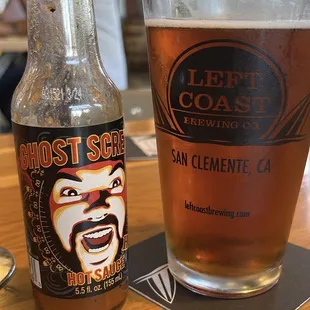 GHOST SCRE
HOT SAUCE
5.5 fl. oz. (155 mL)
LEFT
COAST
BREWING CO.
SAN CLEMENTE, CA
leftcoastbrewing.com